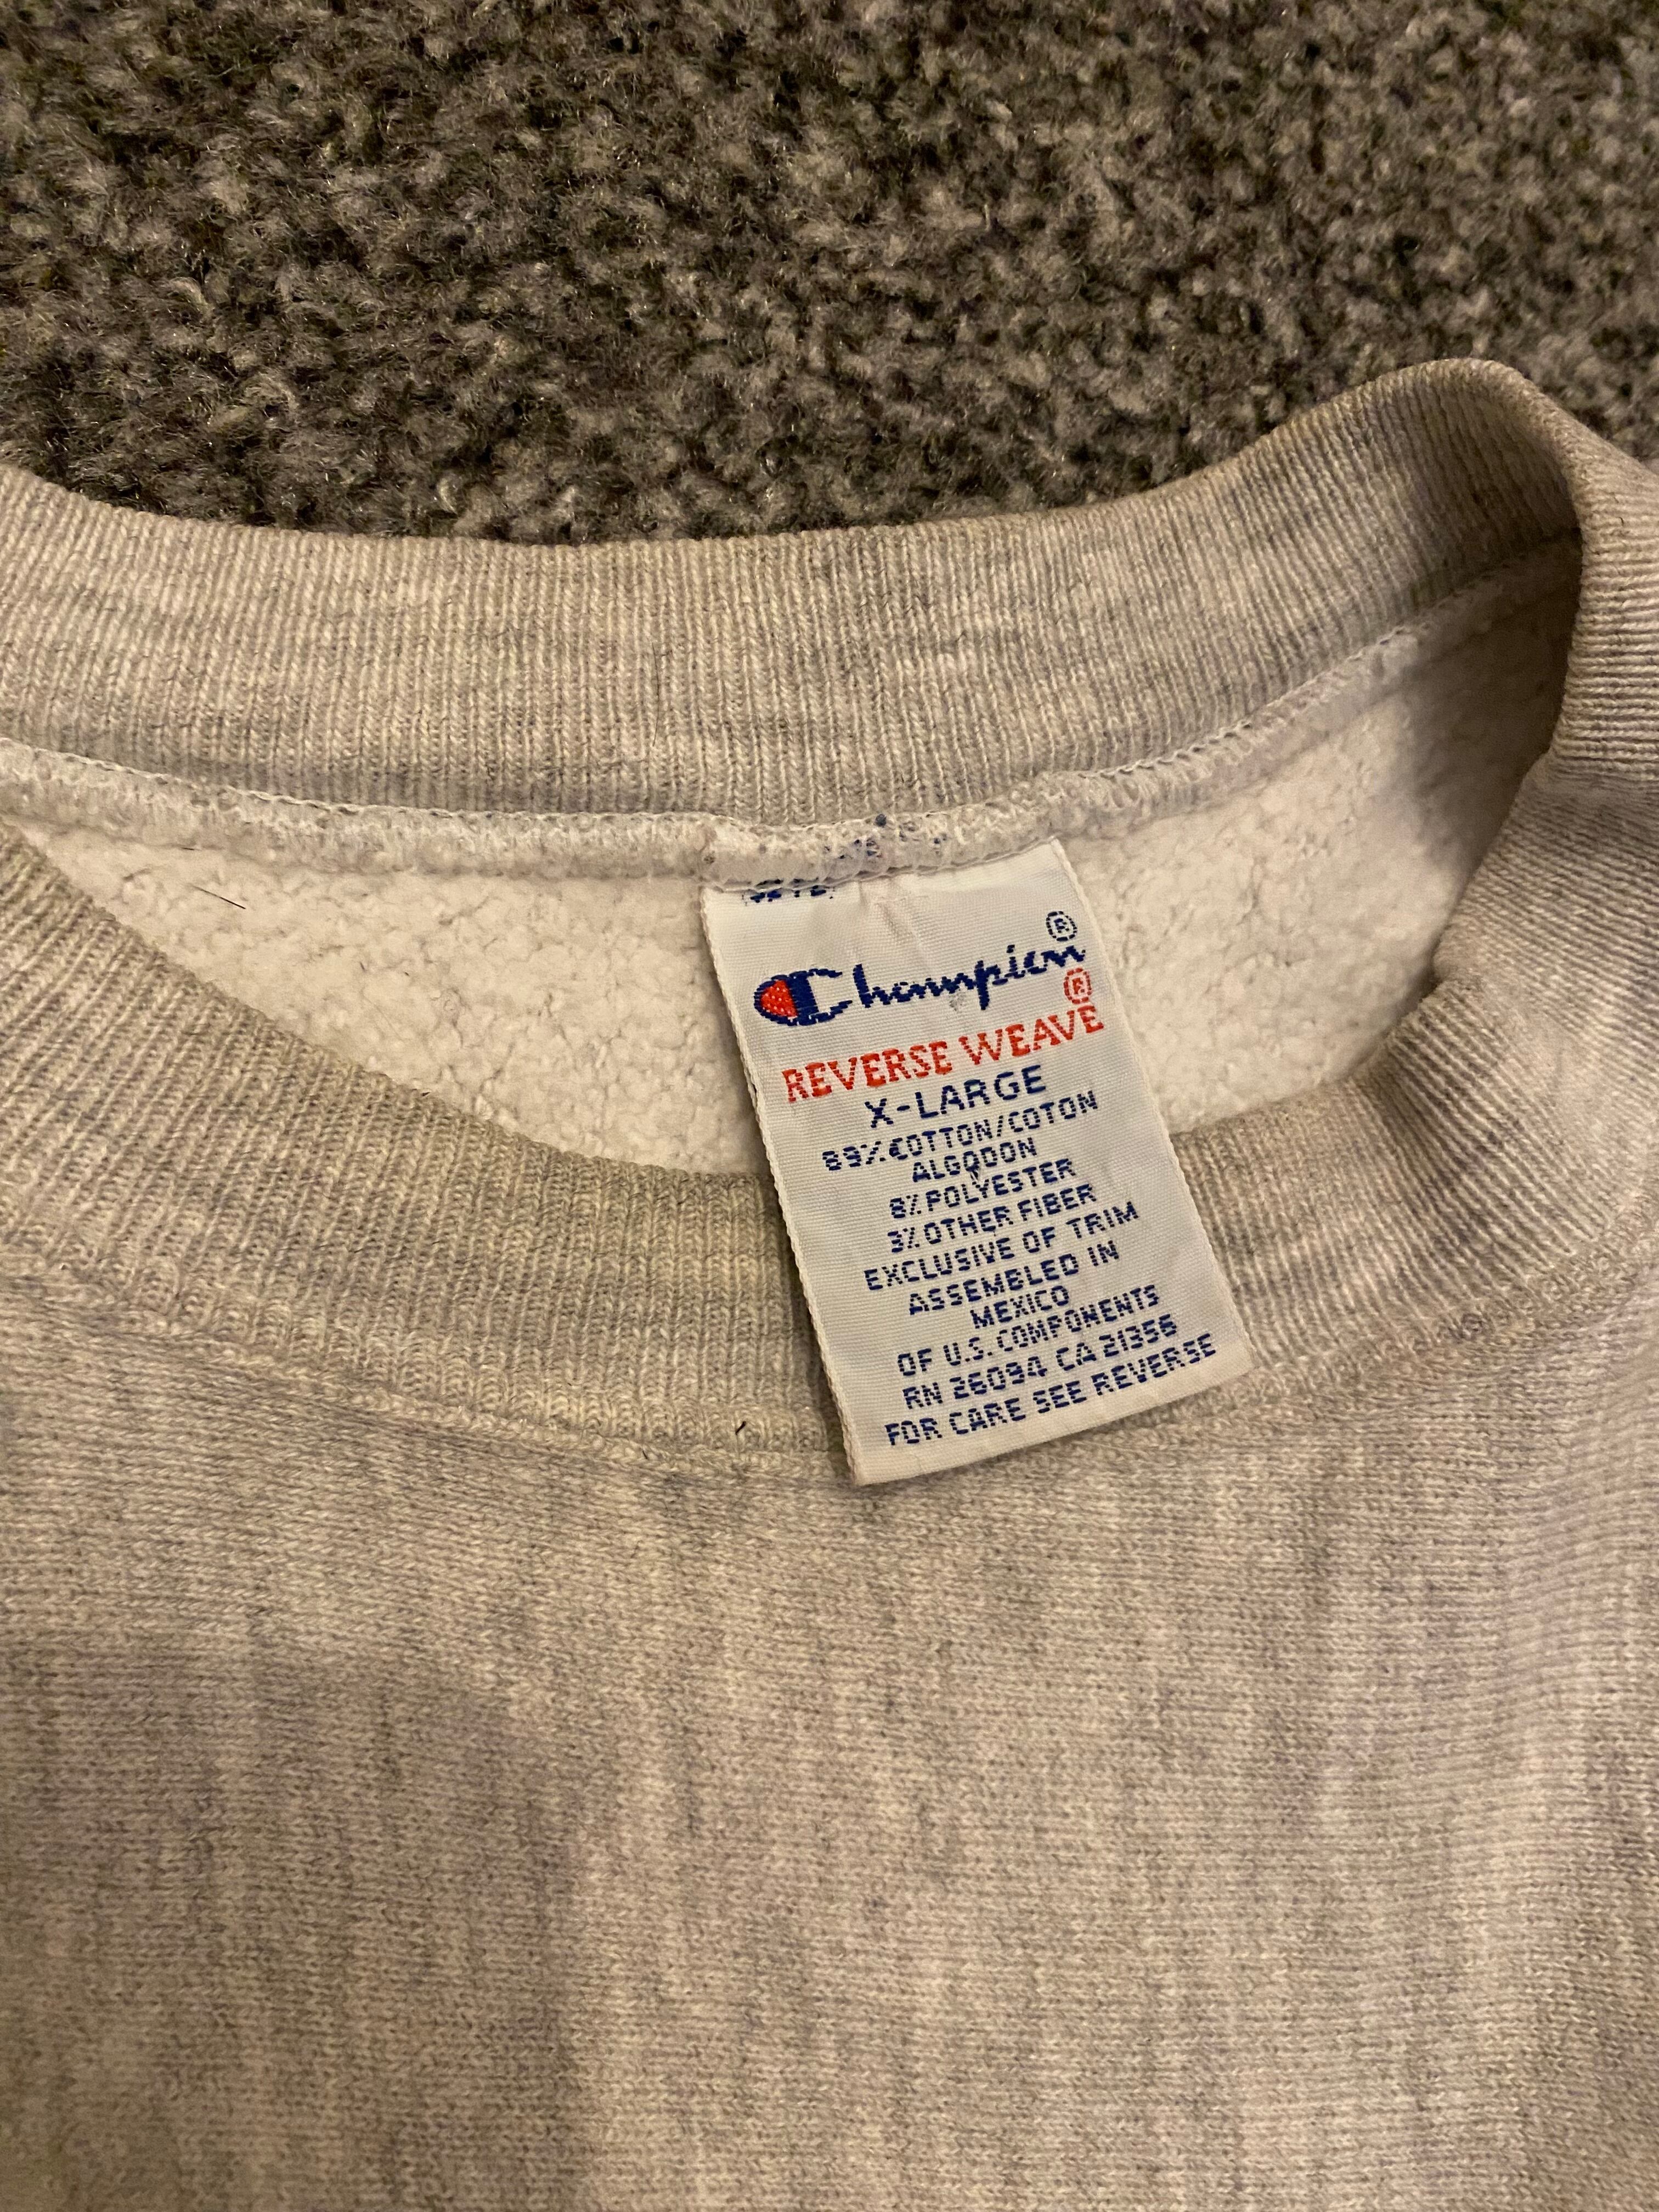 Champion®
REVERSE WEAVE®
X-LARGE
89% COTTON/COTON
ALGODON
8% POLYESTER
3% OTHER FIBER
EXCLUSIVE OF TRIM
ASSEMBLED IN
MEXICO
OF U.S. COMPONENTS
RN 26094 CA 21356
FOR CARE SEE REVERSE